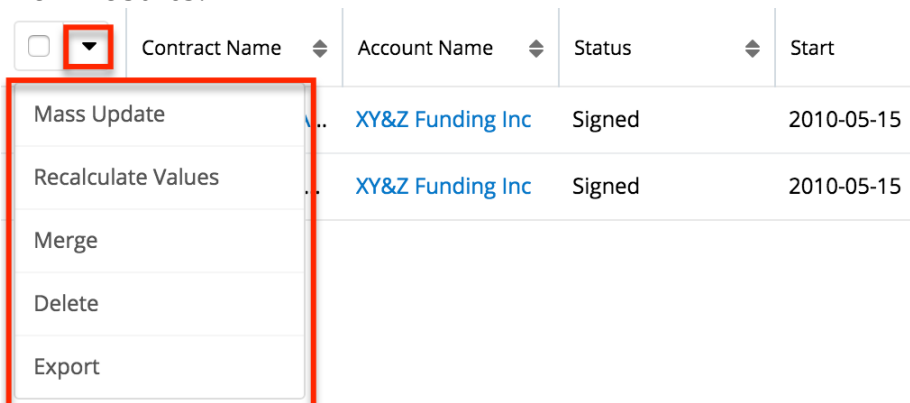 Contract Name Account Name Status Start
Mass Update XY&Z Funding Inc Signed 2010-05-15
Recalculate Values XY&Z Funding Inc Signed 2010-05-15
Merge
Delete
Export